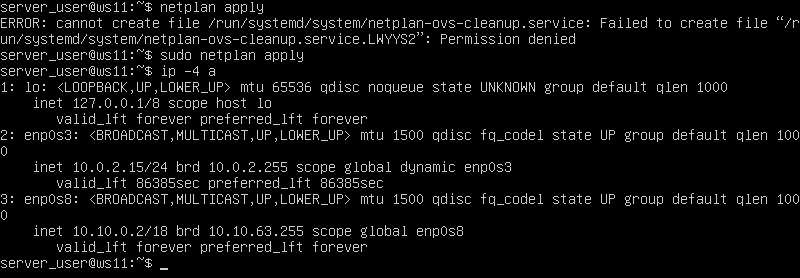 server_user@ws11:~$ netplan apply
ERROR: cannot create file /run/systemd/system/netplan-ovs-cleanup.service: Failed to create file “/r
un/systemd/system/netplan-ovs-cleanup.service.LWYYS2”: Permission denied
server_user@ws11:~$ sudo netplan apply
server_user@ws11:~$ ip -4 a
1: lo: <LOOPBACK,UP,LOWER_UP> mtu 65536 qdisc noqueue state UNKNOWN group default qlen 1000
    inet 127.0.0.1/8 scope host lo
       valid_lft forever preferred_lft forever
2: enp0s3: <BROADCAST,MULTICAST,UP,LOWER_UP> mtu 1500 qdisc fq_codel state UP group default qlen 100
0
    inet 10.0.2.15/24 brd 10.0.2.255 scope global dynamic enp0s3
       valid_lft 86385sec preferred_lft 86385sec
3: enp0s8: <BROADCAST,MULTICAST,UP,LOWER_UP> mtu 1500 qdisc fq_codel state UP group default qlen 100
0
    inet 10.10.0.2/18 brd 10.10.63.255 scope global enp0s8
       valid_lft forever preferred_lft forever
server_user@ws11:~$ _